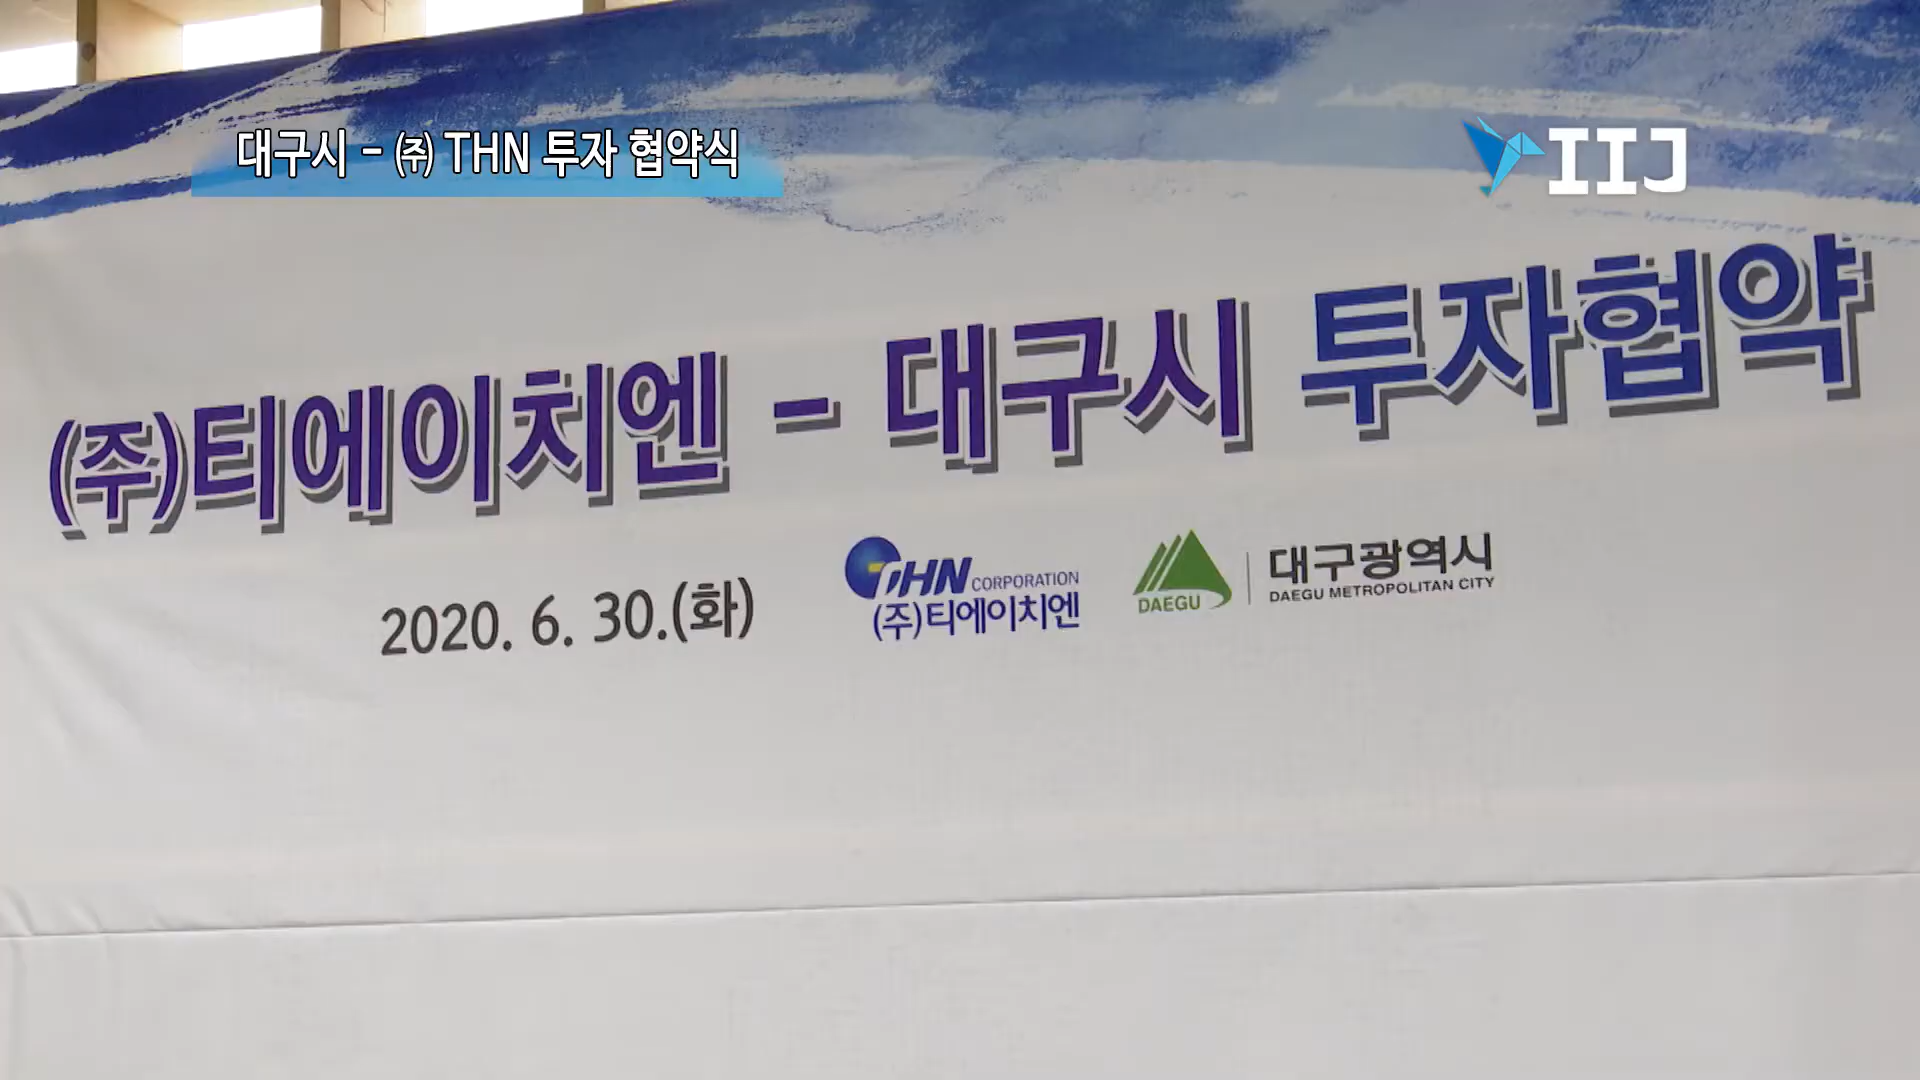 대구시 - ㈜ THN 투자 협약식
IIJ
(주)티에이치엔 - 대구시 투자협약
2020. 6. 30.(화)
THN CORPORATION
(주)티에이치엔
DAEGU
대구광역시
DAEGU METROPOLITAN CITY